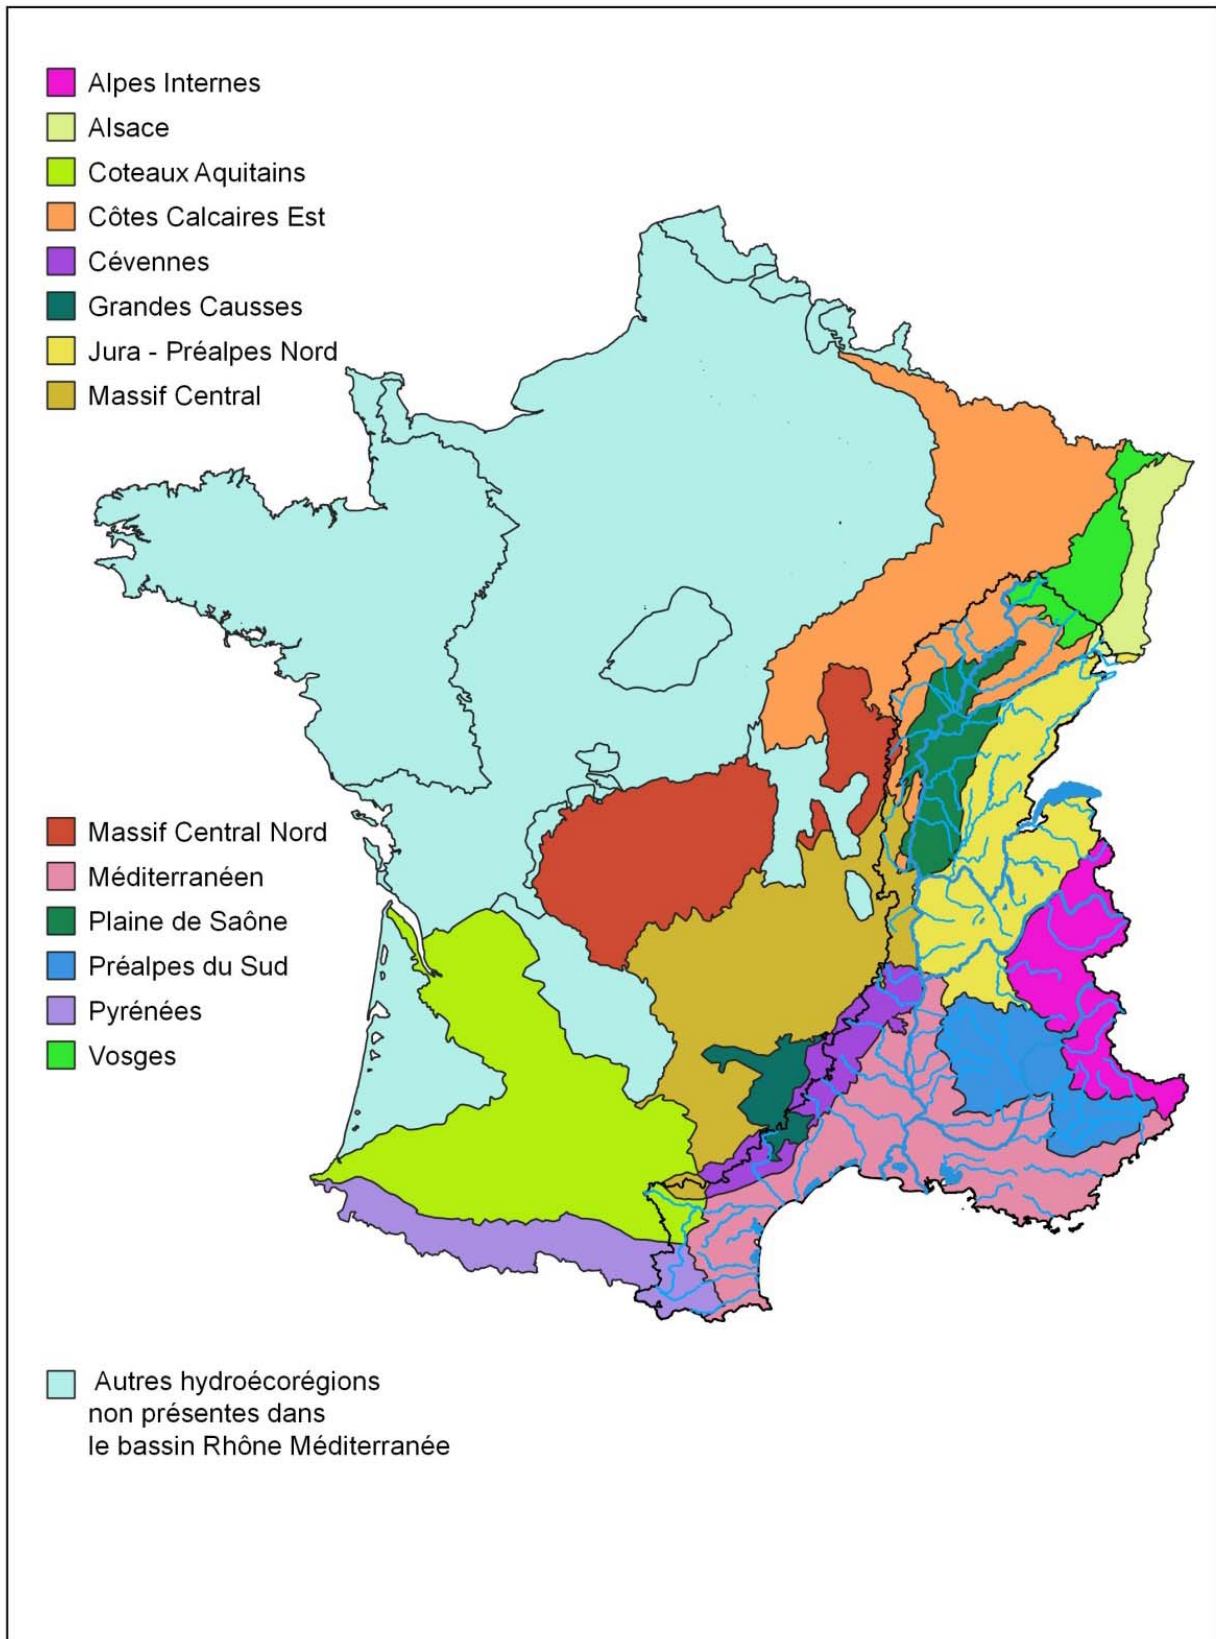 Alpes Internes
Alsace
Coteaux Aquitains
Côtes Calcaires Est
Cévennes
Grandes Causses
Jura - Préalpes Nord
Massif Central
Massif Central Nord
Méditerranéen
Plaine de Saône
Préalpes du Sud
Pyrénées
Vosges
Autres hydroécorégions
non présentes dans
le bassin Rhône Méditerranée